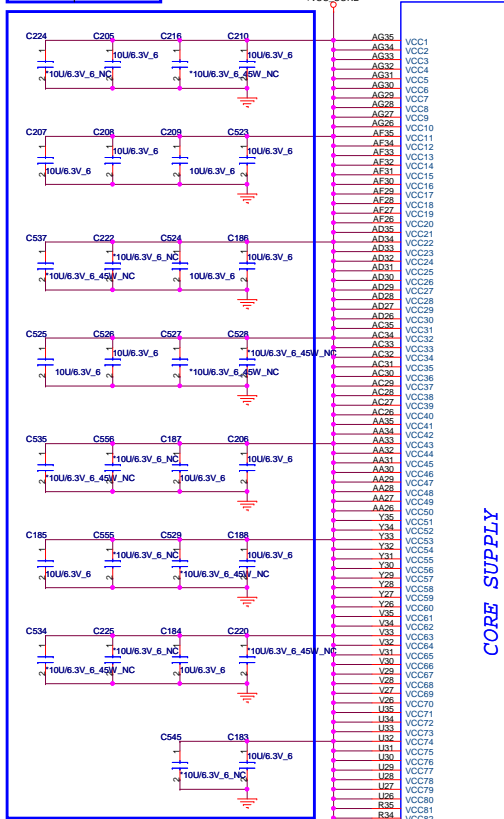 C224 C205 C216 C210
10U/6.3V_6 10U/6.3V_6
*10U/6.3V_6_NC *10U/6.3V_6_45W_NC
C207 C208 C209 C523
10U/6.3V_6 10U/6.3V_6
10U/6.3V_6 10U/6.3V_6
C537 C222 C524 C186
*10U/6.3V_6_NC 10U/6.3V_6
*10U/6.3V_6_45W_NC 10U/6.3V_6
C525 C526 C527 C528
10U/6.3V_6 *10U/6.3V_6_45W_NC
10U/6.3V_6 *10U/6.3V_6_45W_NC
C535 C556 C187 C206
*10U/6.3V_6_NC 10U/6.3V_6
*10U/6.3V_6_45W_NC 10U/6.3V_6
C185 C555 C529 C188
*10U/6.3V_6_NC 10U/6.3V_6
10U/6.3V_6 *10U/6.3V_6_45W_NC
C534 C225 C184 C220
*10U/6.3V_6_NC *10U/6.3V_6_45W_NC
*10U/6.3V_6_45W_NC 10U/6.3V_6
C545 C183
10U/6.3V_6
*10U/6.3V_6_NC
AG35 VCC1
AG34 VCC2
AG33 VCC3
AG32 VCC4
AG31 VCC5
AG30 VCC6
AG29 VCC7
AG28 VCC8
AG27 VCC9
AG26 VCC10
AF35 VCC11
AF34 VCC12
AF33 VCC13
AF32 VCC14
AF31 VCC15
AF30 VCC16
AF29 VCC17
AF28 VCC18
AF27 VCC19
AF26 VCC20
AD35 VCC21
AD34 VCC22
AD33 VCC23
AD32 VCC24
AD31 VCC25
AD30 VCC26
AD29 VCC27
AD28 VCC28
AD27 VCC29
AD26 VCC30
AC35 VCC31
AC34 VCC32
AC33 VCC33
AC32 VCC34
AC31 VCC35
AC30 VCC36
AC29 VCC37
AC28 VCC38
AC27 VCC39
AC26 VCC40
AA35 VCC41
AA34 VCC42
AA33 VCC43
AA32 VCC44
AA31 VCC45
AA30 VCC46
AA29 VCC47
AA28 VCC48
AA27 VCC49
AA26 VCC50
Y35 VCC51
Y34 VCC52
Y33 VCC53
Y32 VCC54
Y31 VCC55
Y30 VCC56
Y29 VCC57
Y28 VCC58
Y27 VCC59
Y26 VCC60
V35 VCC61
V34 VCC62
V33 VCC63
V32 VCC64
V31 VCC65
V30 VCC66
V29 VCC67
V28 VCC68
V27 VCC69
V26 VCC70
U35 VCC71
U34 VCC72
U33 VCC73
U32 VCC74
U31 VCC75
U30 VCC76
U29 VCC77
U28 VCC78
U27 VCC79
U26 VCC80
R35 VCC81
R34 VCC82
CORE SUPPLY